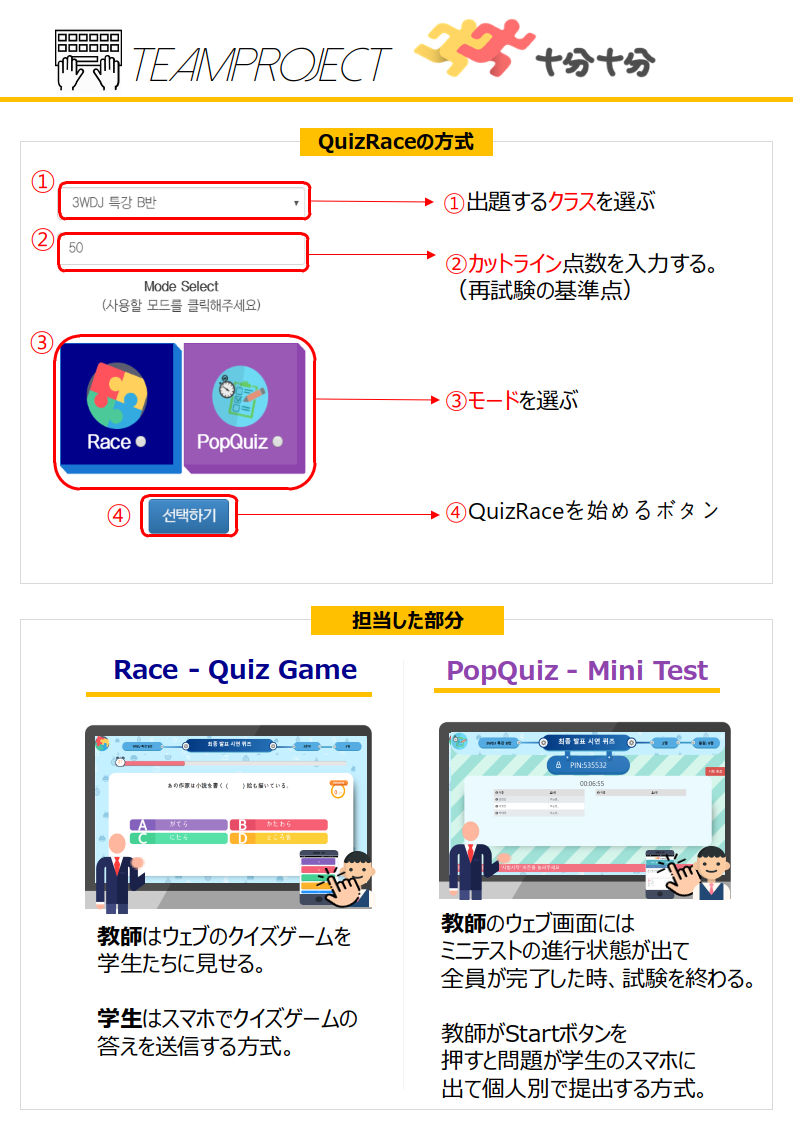 TEAMPROJECT
十分十分
QuizRaceの方式
①
3WDJ 특강 B반
①出題するクラスを選ぶ
②
50
②カットライン点数を入力する。
（再試験の基準点）
Mode Select
(사용할 모드를 클릭해주세요)
③
Race
PopQuiz
③モードを選ぶ
④
선택하기
④QuizRaceを始めるボタン
担当した部分
Race - Quiz Game
PopQuiz - Mini Test
최종 발표 시연 퀴즈
あの作家は小説を書く（　　）絵も描いている。
A がてら
B かたわら
C にたら
D ところを
최종 발표 시연 퀴즈
PIN:535532
00:06:55
教師はウェブのクイズゲームを
学生たちに見せる。
学生はスマホでクイズゲームの
答えを送信する方式。
教師のウェブ画面には
ミニテストの進行状態が出て
全員が完了した時、試験を終わる。
教師がStartボタンを
押すと問題が学生のスマホに
出て個人別で提出する方式。